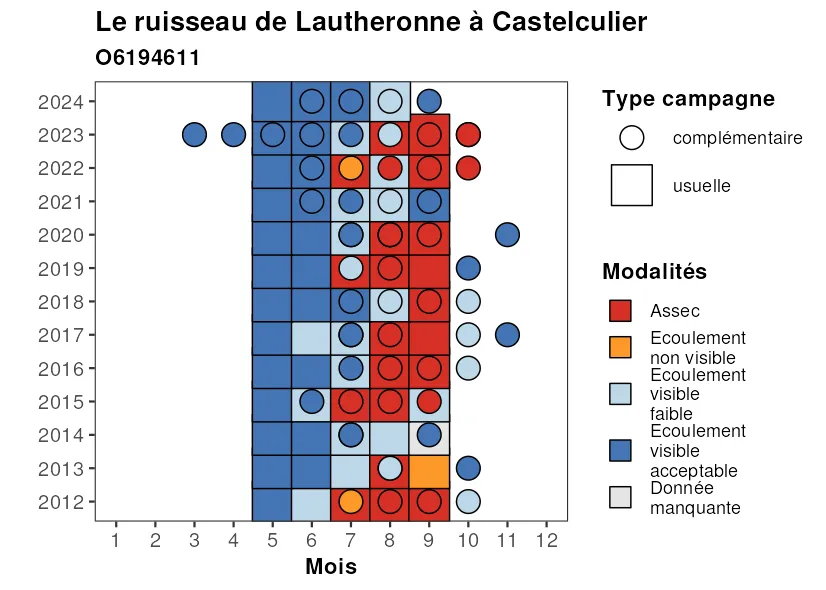 Le ruisseau de Lautheronne à Castelculier
O6194611
2024
2023
2022
2021
2020
2019
2018
2017
2016
2015
2014
2013
2012
1 2 3 4 5 6 7 8 9 10 11 12
Mois
Type campagne
complémentaire
usuelle
Modalités
Assec
Ecoulement
non visible
Ecoulement
visible
faible
Ecoulement
visible
acceptable
Donnée
manquante